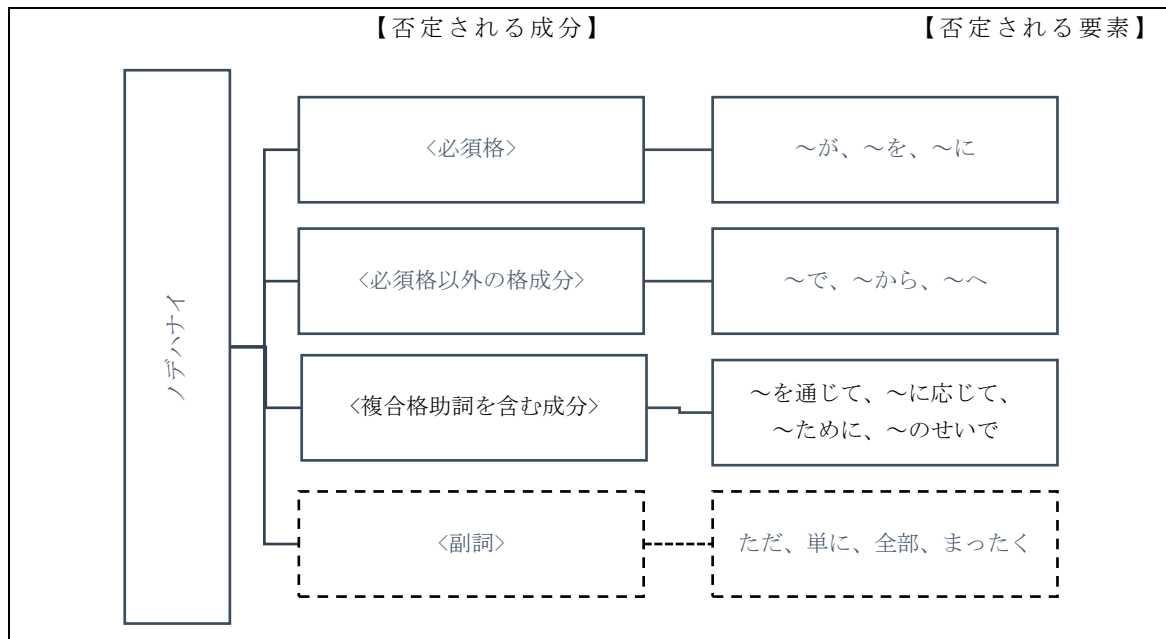 【否定される成分】
【否定される要素】
ノデハナイ
<必須格>
～が、～を、～に
<必須格以外の格成分>
～で、～から、～へ
<複合格助詞を含む成分>
～を通じて、～に応じて、
～ために、～のせいで
<副詞>
ただ、単に、全部、まったく